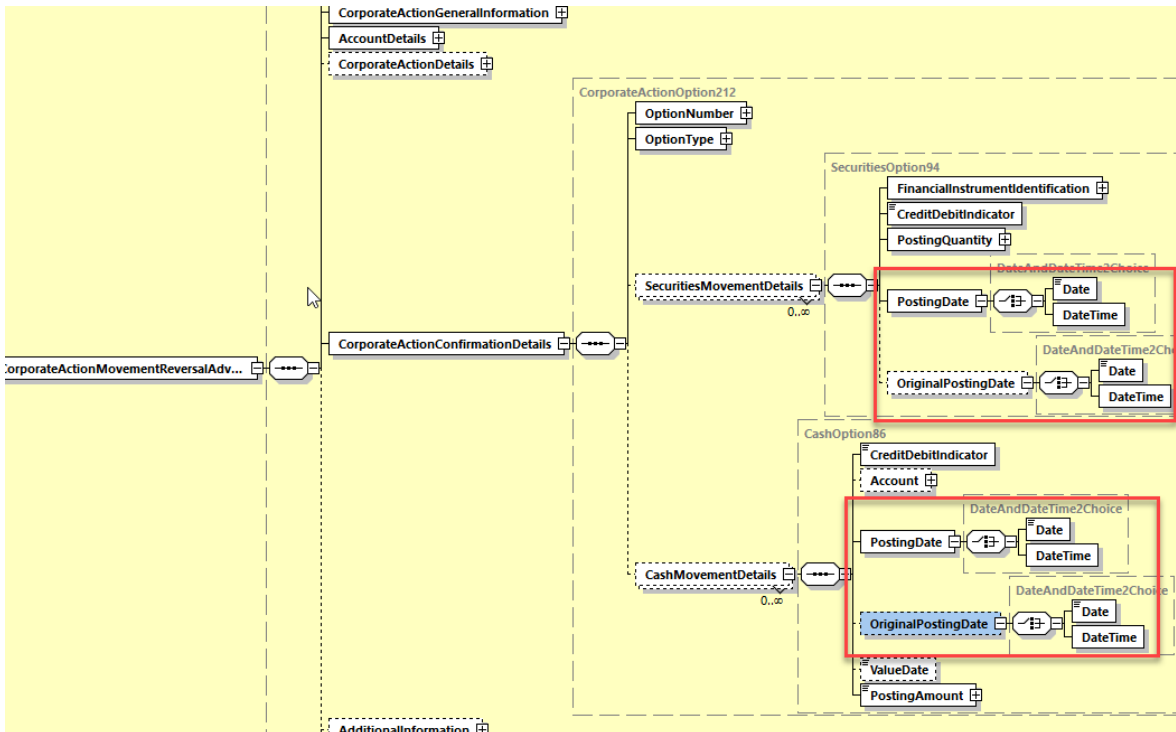 CorporateActionGeneralInformation
AccountDetails
CorporateActionDetails
CorporateActionOption212
OptionNumber
OptionType
SecuritiesOption94
FinancialInstrumentIdentification
CreditDebitIndicator
PostingQuantity
DateAndDateTime2Choice
SecuritiesMovementDetails
0..∞
PostingDate
Date
DateTime
CorporateActionConfirmationDetails
DateAndDateTime2Cho
CorporateActionMovementReversalAdv...
OriginalPostingDate
Date
DateTime
CashOption86
CreditDebitIndicator
Account
DateAndDateTime2Choice
PostingDate
Date
DateTime
CashMovementDetails
0..∞
DateAndDateTime2Choice
OriginalPostingDate
Date
DateTime
ValueDate
PostingAmount
AdditionalInformation